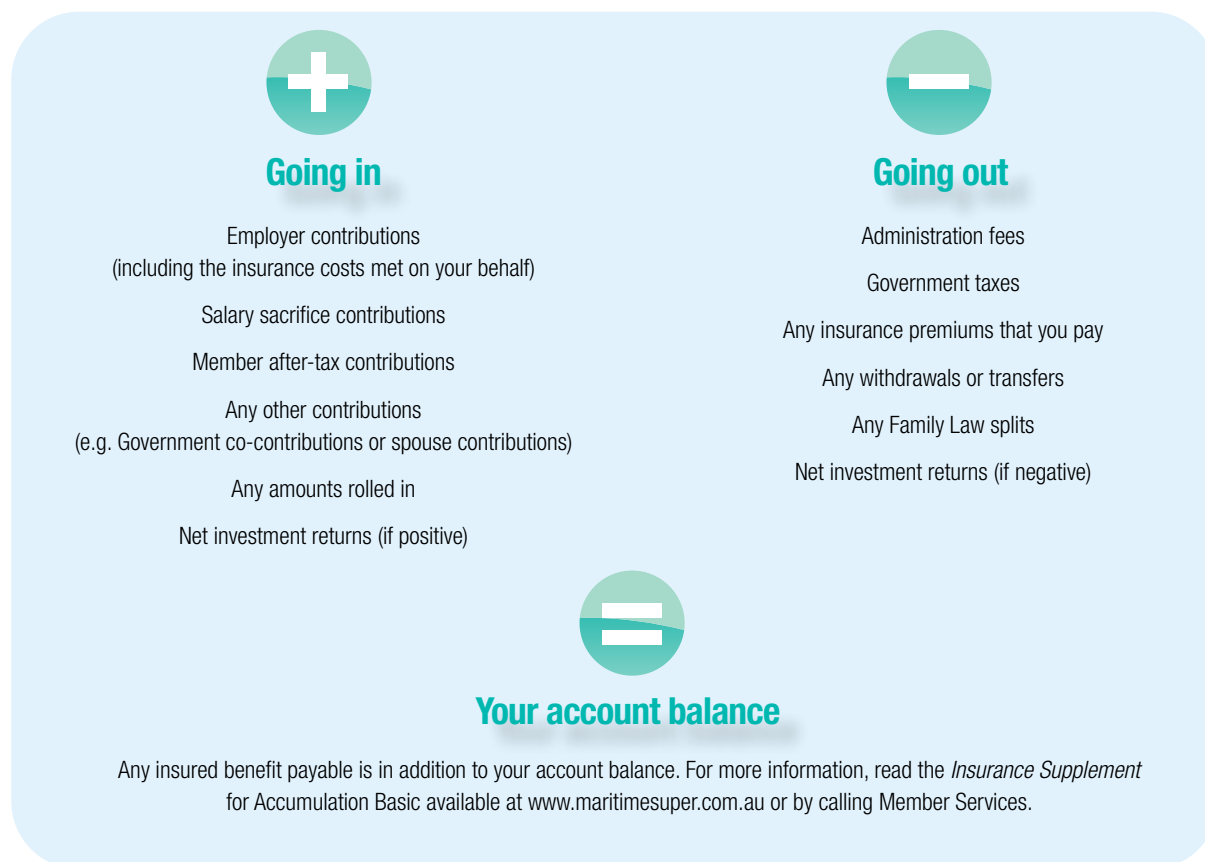 Going in
Employer contributions
(including the insurance costs met on your behalf)
Salary sacrifice contributions
Member after-tax contributions
Any other contributions
(e.g. Government co-contributions or spouse contributions)
Any amounts rolled in
Net investment returns (if positive)
Going out
Administration fees
Government taxes
Any insurance premiums that you pay
Any withdrawals or transfers
Any Family Law splits
Net investment returns (if negative)
Your account balance
Any insured benefit payable is in addition to your account balance. For more information, read the Insurance Supplement
for Accumulation Basic available at www.maritimesuper.com.au or by calling Member Services.